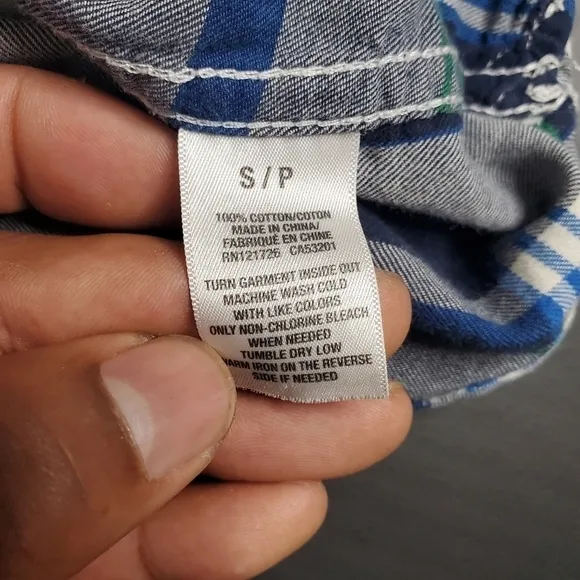 S / P
100% COTTON/COTON
MADE IN CHINA/
FABRIQUÉ EN CHINE
RN121726 CA53201
TURN GARMENT INSIDE OUT
MACHINE WASH COLD
WITH LIKE COLORS
ONLY NON-CHLORINE BLEACH
WHEN NEEDED
TUMBLE DRY LOW
WARM IRON ON THE REVERSE
SIDE IF NEEDED